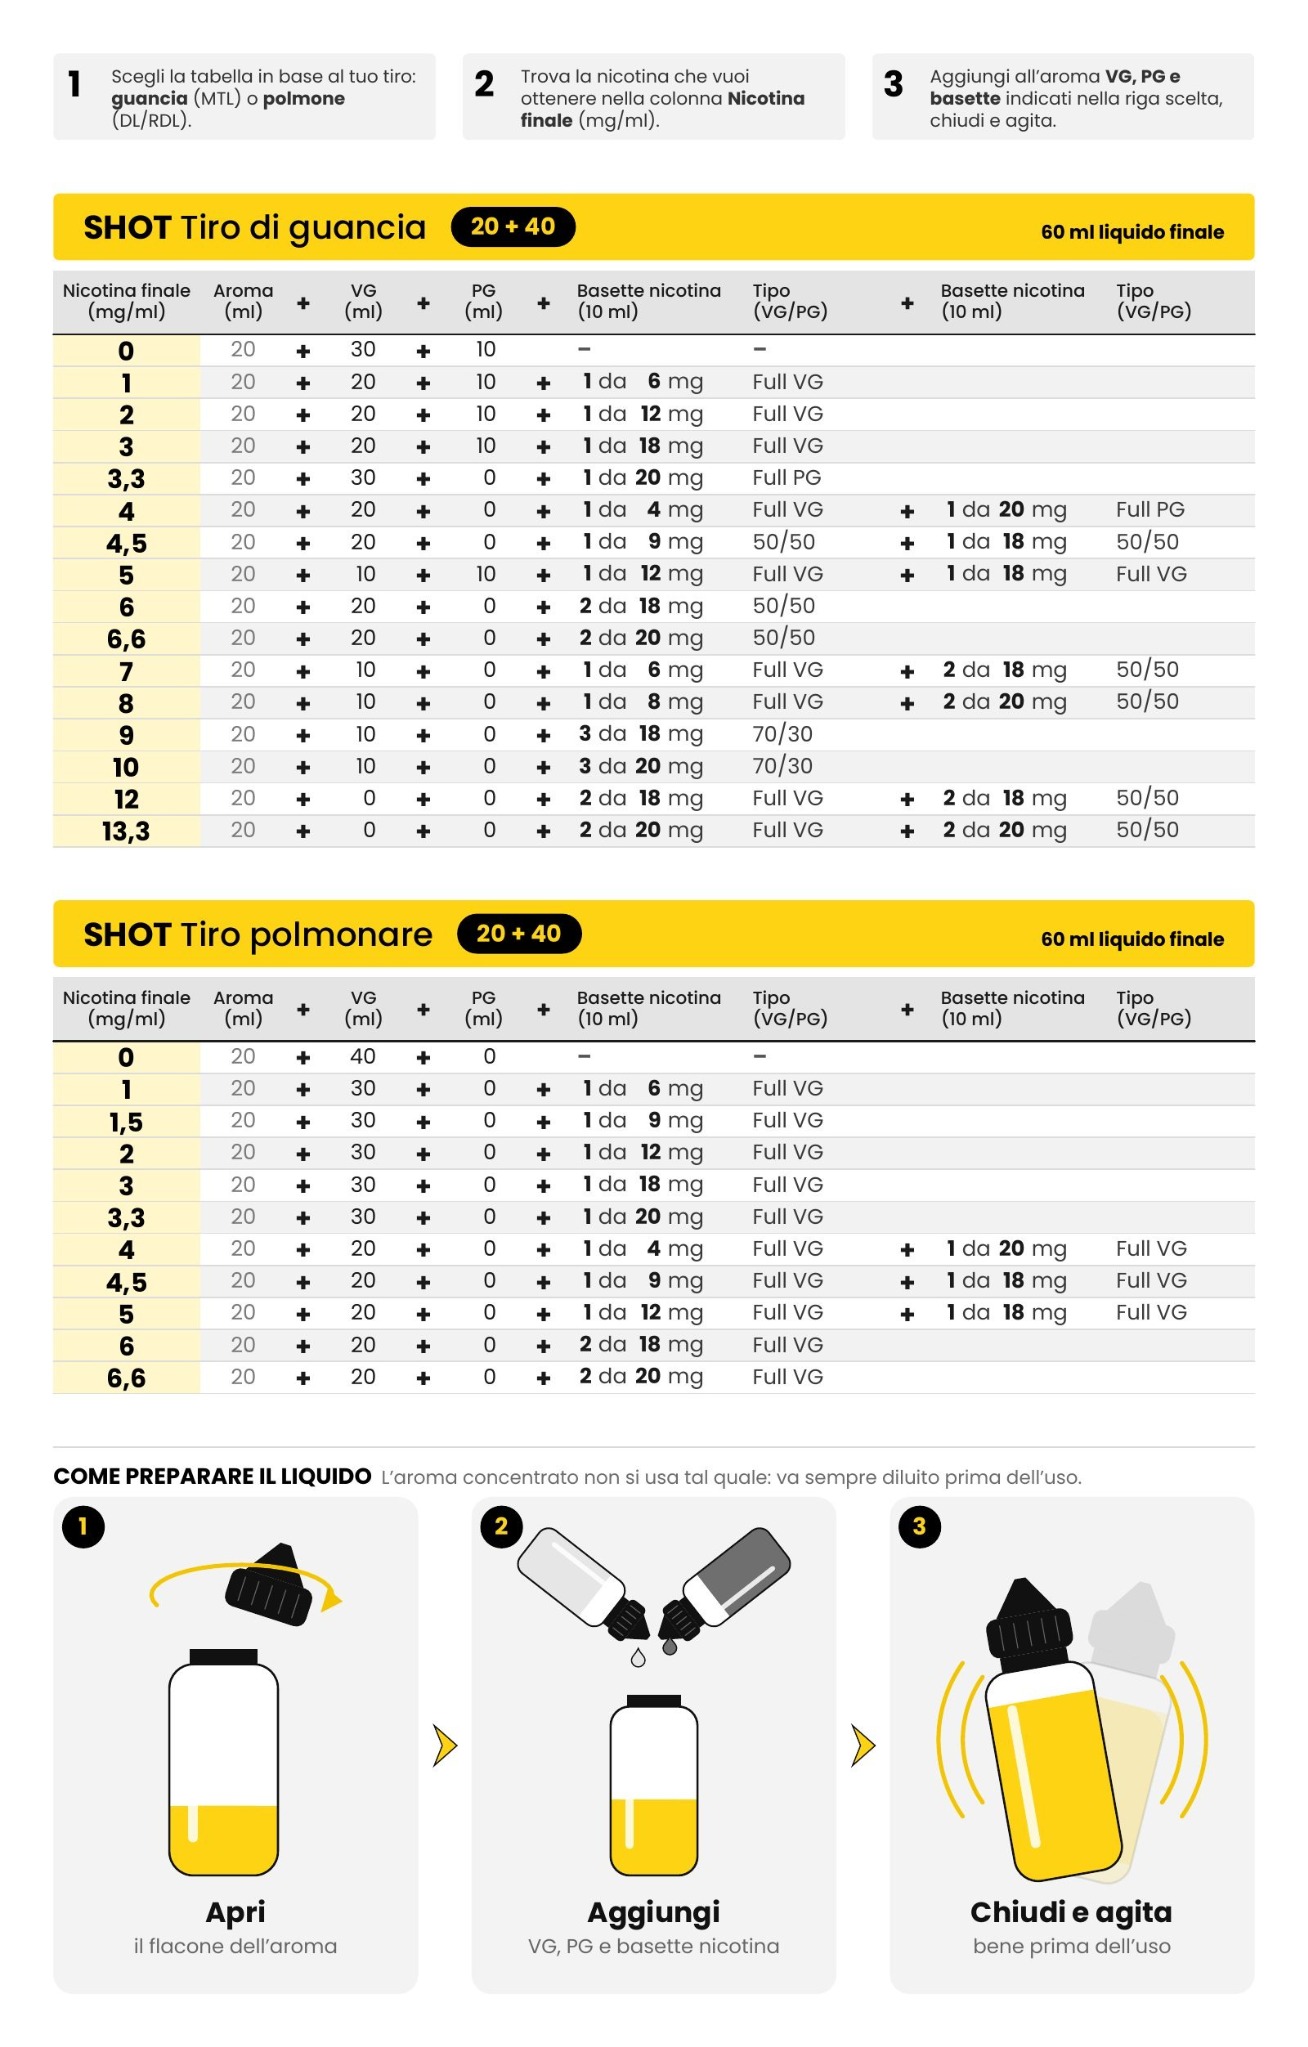 1
Scegli la tabella in base al tuo tiro:
guancia (MTL) o polmone
(DL/RDL).
2
Trova la nicotina che vuoi
ottenere nella colonna Nicotina
finale (mg/ml).
3
Aggiungi all’aroma VG, PG e
basette indicati nella riga scelta,
chiudi e agita.
SHOT Tiro di guancia 20 + 40 60 ml liquido finale
Nicotina finale (mg/ml) Aroma (ml) + VG (ml) + PG (ml) + Basette nicotina (10 ml) Tipo (VG/PG) + Basette nicotina (10 ml) Tipo (VG/PG)
0 20 + 30 + 10 – –
1 20 + 20 + 10 + 1 da 6 mg Full VG
2 20 + 20 + 10 + 1 da 12 mg Full VG
3 20 + 20 + 10 + 1 da 18 mg Full VG
3,3 20 + 30 + 0 + 1 da 20 mg Full PG
4 20 + 20 + 0 + 1 da 4 mg Full VG + 1 da 20 mg Full PG
4,5 20 + 20 + 0 + 1 da 9 mg 50/50 + 1 da 18 mg 50/50
5 20 + 10 + 10 + 1 da 12 mg Full VG + 1 da 18 mg Full VG
6 20 + 20 + 0 + 2 da 18 mg 50/50
6,6 20 + 20 + 0 + 2 da 20 mg 50/50
7 20 + 10 + 0 + 1 da 6 mg Full VG + 2 da 18 mg 50/50
8 20 + 10 + 0 + 1 da 8 mg Full VG + 2 da 20 mg 50/50
9 20 + 10 + 0 + 3 da 18 mg 70/30
10 20 + 10 + 0 + 3 da 20 mg 70/30
12 20 + 0 + 0 + 2 da 18 mg Full VG + 2 da 18 mg 50/50
13,3 20 + 0 + 0 + 2 da 20 mg Full VG + 2 da 20 mg 50/50
SHOT Tiro polmonare 20 + 40 60 ml liquido finale
Nicotina finale (mg/ml) Aroma (ml) + VG (ml) + PG (ml) + Basette nicotina (10 ml) Tipo (VG/PG) + Basette nicotina (10 ml) Tipo (VG/PG)
0 20 + 40 + 0 – –
1 20 + 30 + 0 + 1 da 6 mg Full VG
1,5 20 + 30 + 0 + 1 da 9 mg Full VG
2 20 + 30 + 0 + 1 da 12 mg Full VG
3 20 + 30 + 0 + 1 da 18 mg Full VG
3,3 20 + 30 + 0 + 1 da 20 mg Full VG
4 20 + 20 + 0 + 1 da 4 mg Full VG + 1 da 20 mg Full VG
4,5 20 + 20 + 0 + 1 da 9 mg Full VG + 1 da 18 mg Full VG
5 20 + 20 + 0 + 1 da 12 mg Full VG + 1 da 18 mg Full VG
6 20 + 20 + 0 + 2 da 18 mg Full VG
6,6 20 + 20 + 0 + 2 da 20 mg Full VG
COME PREPARARE IL LIQUIDO L’aroma concentrato non si usa tal quale: va sempre diluito prima dell’uso.
1
Apri
il flacone dell’aroma
2
Aggiungi
VG, PG e basette nicotina
3
Chiudi e agita
bene prima dell’uso